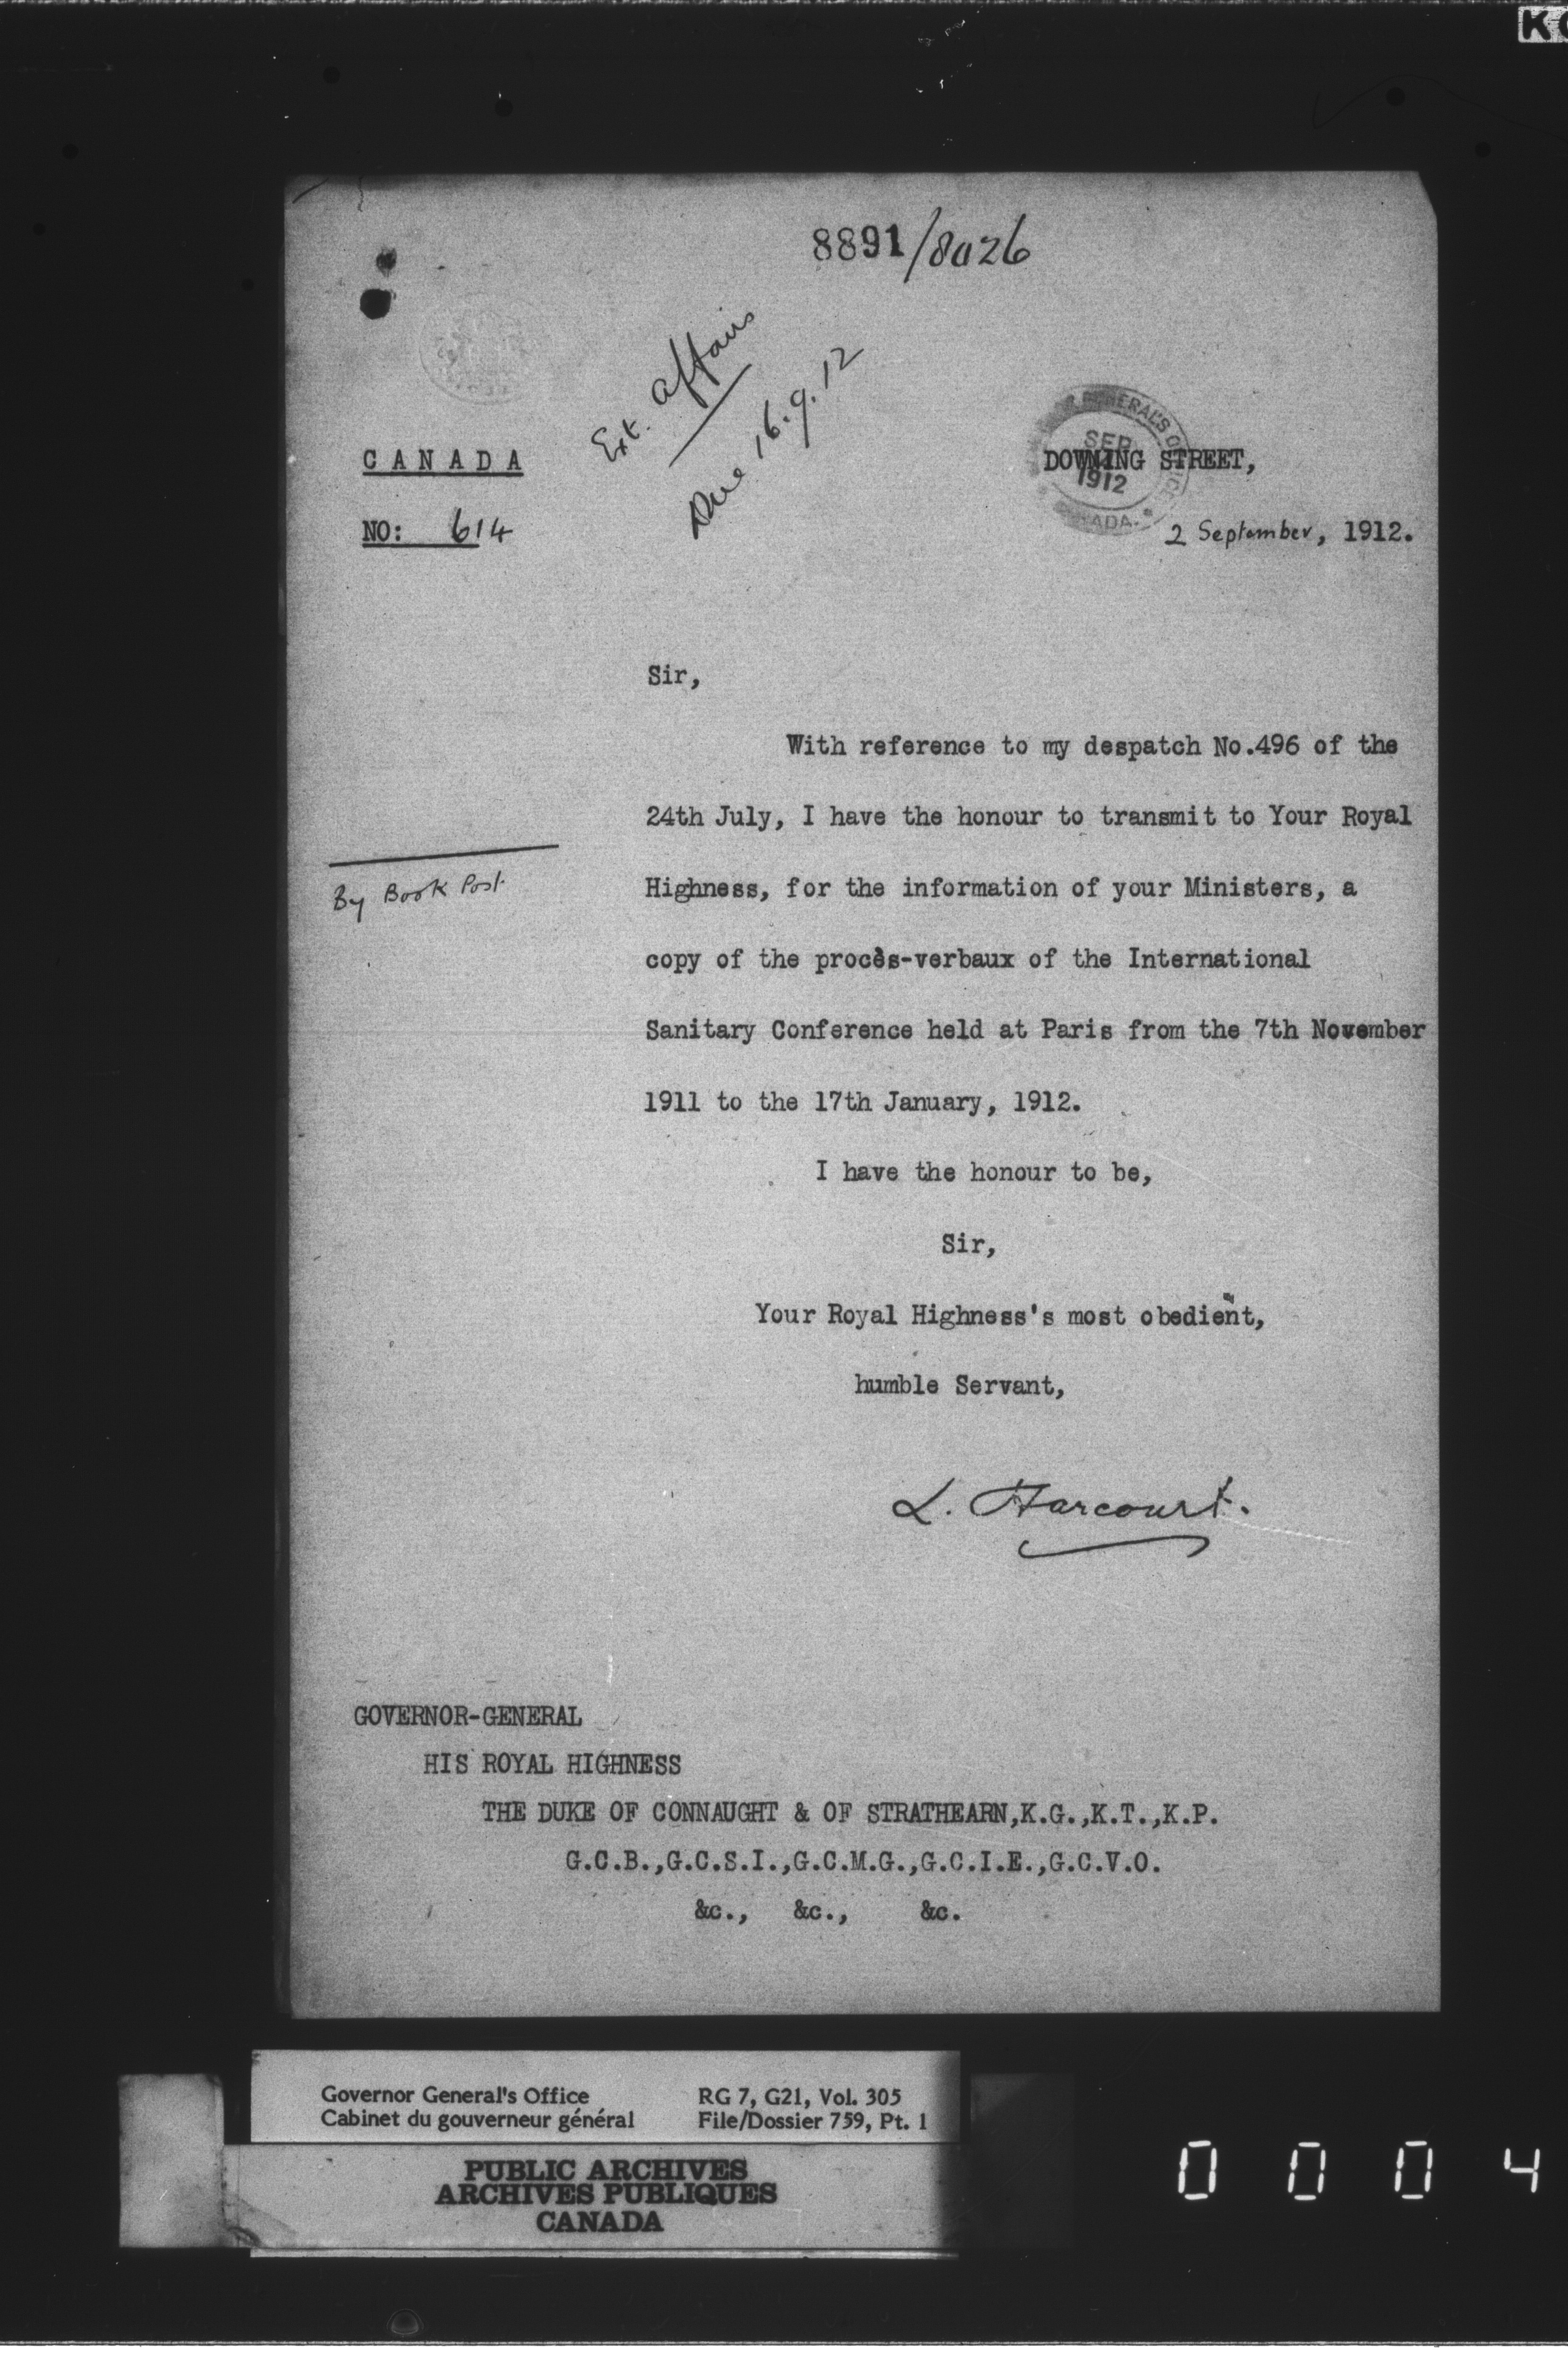 8891/8026
Ext. Affairs
Due 16.9.12
CANADA
NO: 614
GENERAL'S
SEP
1912
ADA.
DOWNING STREET,
2 September, 1912.
Sir,
With reference to my despatch No.496 of the
24th July, I have the honour to transmit to Your Royal
By Book Post.
Highness, for the information of your Ministers, a
copy of the procès-verbaux of the International
Sanitary Conference held at Paris from the 7th November
1911 to the 17th January, 1912.
I have the honour to be,
Sir,
Your Royal Highness's most obedient,
humble Servant,
L. Harcourt.
GOVERNOR-GENERAL
HIS ROYAL HIGHNESS
THE DUKE OF CONNAUGHT & OF STRATHEARN,K.G.,K.T.,K.P.
G.C.B.,G.C.S.I.,G.C.M.G.,G.C.I.E.,G.C.V.O.
&c., &c., &c.
Governor General's Office RG 7, G21, Vol. 305
Cabinet du gouverneur général File/Dossier 759, Pt. 1
PUBLIC ARCHIVES
ARCHIVES PUBLIQUES
CANADA
0004